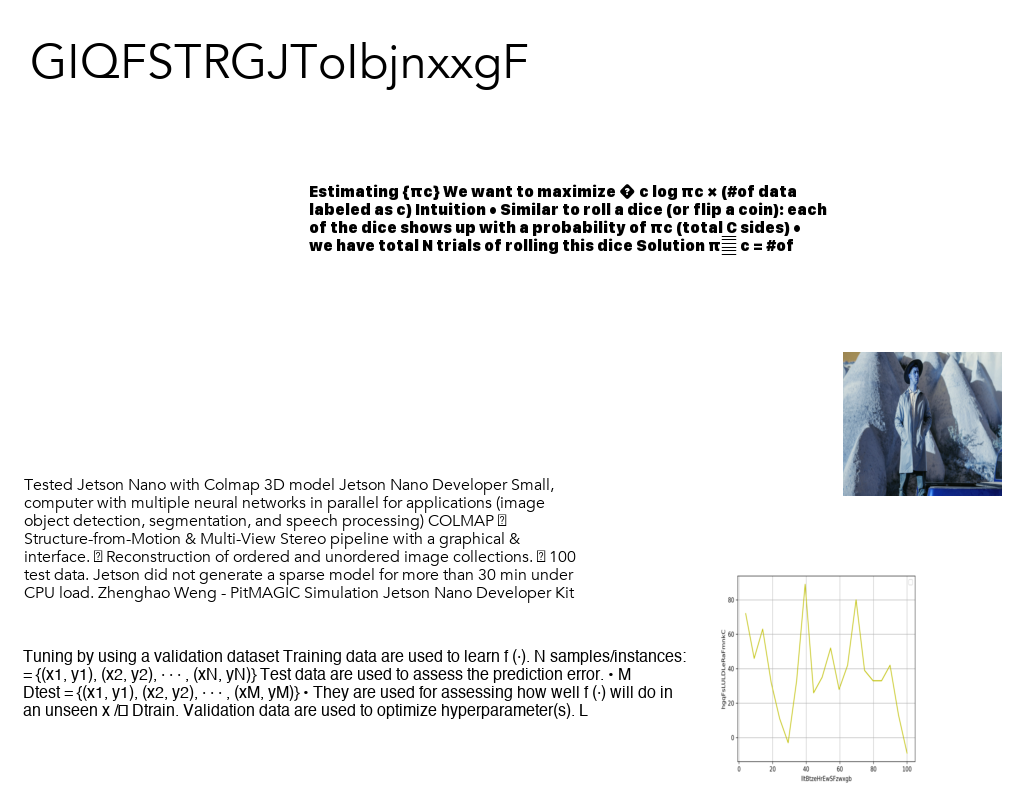 GIQFSTRGJToIbjnxxgF
Estimating {πc} We want to maximize � c log πc × (#of data
labeled as c) Intuition • Similar to roll a dice (or flip a coin): each
of the dice shows up with a probability of πc (total C sides) •
we have total N trials of rolling this dice Solution π c = #of
Tested Jetson Nano with Colmap 3D model Jetson Nano Developer Small,
computer with multiple neural networks in parallel for applications (image
object detection, segmentation, and speech processing) COLMAP
Structure-from-Motion & Multi-View Stereo pipeline with a graphical &
interface. Reconstruction of ordered and unordered image collections. 100
test data. Jetson did not generate a sparse model for more than 30 min under
CPU load. Zhenghao Weng - PitMAGIC Simulation Jetson Nano Developer Kit
Tuning by using a validation dataset Training data are used to learn f (·). N samples/instances:
= {(x1, y1), (x2, y2), · · · , (xN, yN)} Test data are used to assess the prediction error. • M
Dtest = {(x1, y1), (x2, y2), · · · , (xM, yM)} • They are used for assessing how well f (·) will do in
an unseen x / Dtrain. Validation data are used to optimize hyperparameter(s). L
80
60
40
20
0
0 20 40 60 80 100